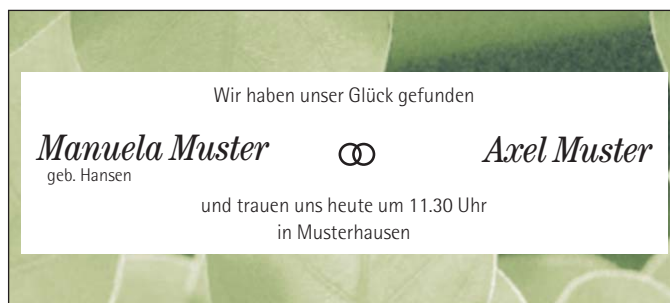 Wir haben unser Glück gefunden
Manuela Muster Axel Muster
geb. Hansen
und trauen uns heute um 11.30 Uhr
in Musterhausen